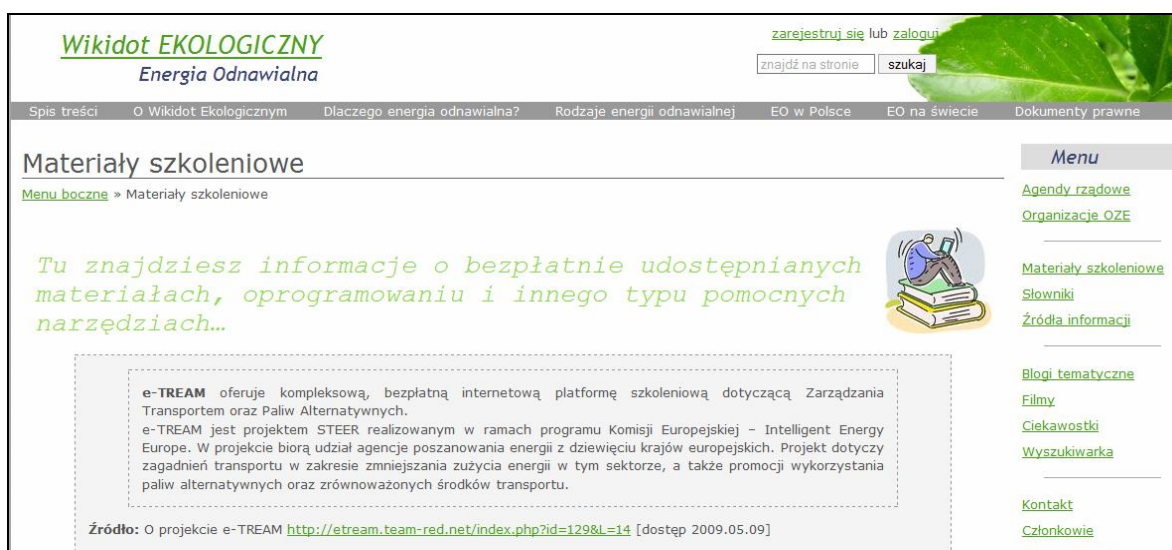 Wikidot EKOLOGICZNY
Energia Odnawialna
zarejestruj się lub zaloguj
znajdź na stronie szukaj
Spis treści O Wikidot Ekologicznym Dlaczego energia odnawialna? Rodzaje energii odnawialnej EO w Polsce EO na świecie Dokumenty prawne
Materiały szkoleniowe
Menu boczne » Materiały szkoleniowe
Tu znajdziesz informacje o bezpłatnie udostępnianych
materiałach, oprogramowaniu i innego typu pomocnych
narzędziach…
e-TREAM oferuje kompleksową, bezpłatną internetową platformę szkoleniową dotyczącą Zarządzania
Transportem oraz Paliw Alternatywnych.
e-TREAM jest projektem STEER realizowanym w ramach programu Komisji Europejskiej – Intelligent Energy
Europe. W projekcie biorą udział agencje poszanowania energii z dziewięciu krajów europejskich. Projekt dotyczy
zagadnień transportu w zakresie zmniejszania zużycia energii w tym sektorze, a także promocji wykorzystania
paliw alternatywnych oraz zrównoważonych środków transportu.
Źródło: O projekcie e-TREAM http://etream.team-red.net/index.php?id=129&L=14 [dostęp 2009.05.09]
Menu
Agendy rządowe
Organizacje OZE
Materiały szkoleniowe
Słowniki
Źródła informacji
Blogi tematyczne
Filmy
Ciekawostki
Wyszukiwarka
Kontakt
Członkowie